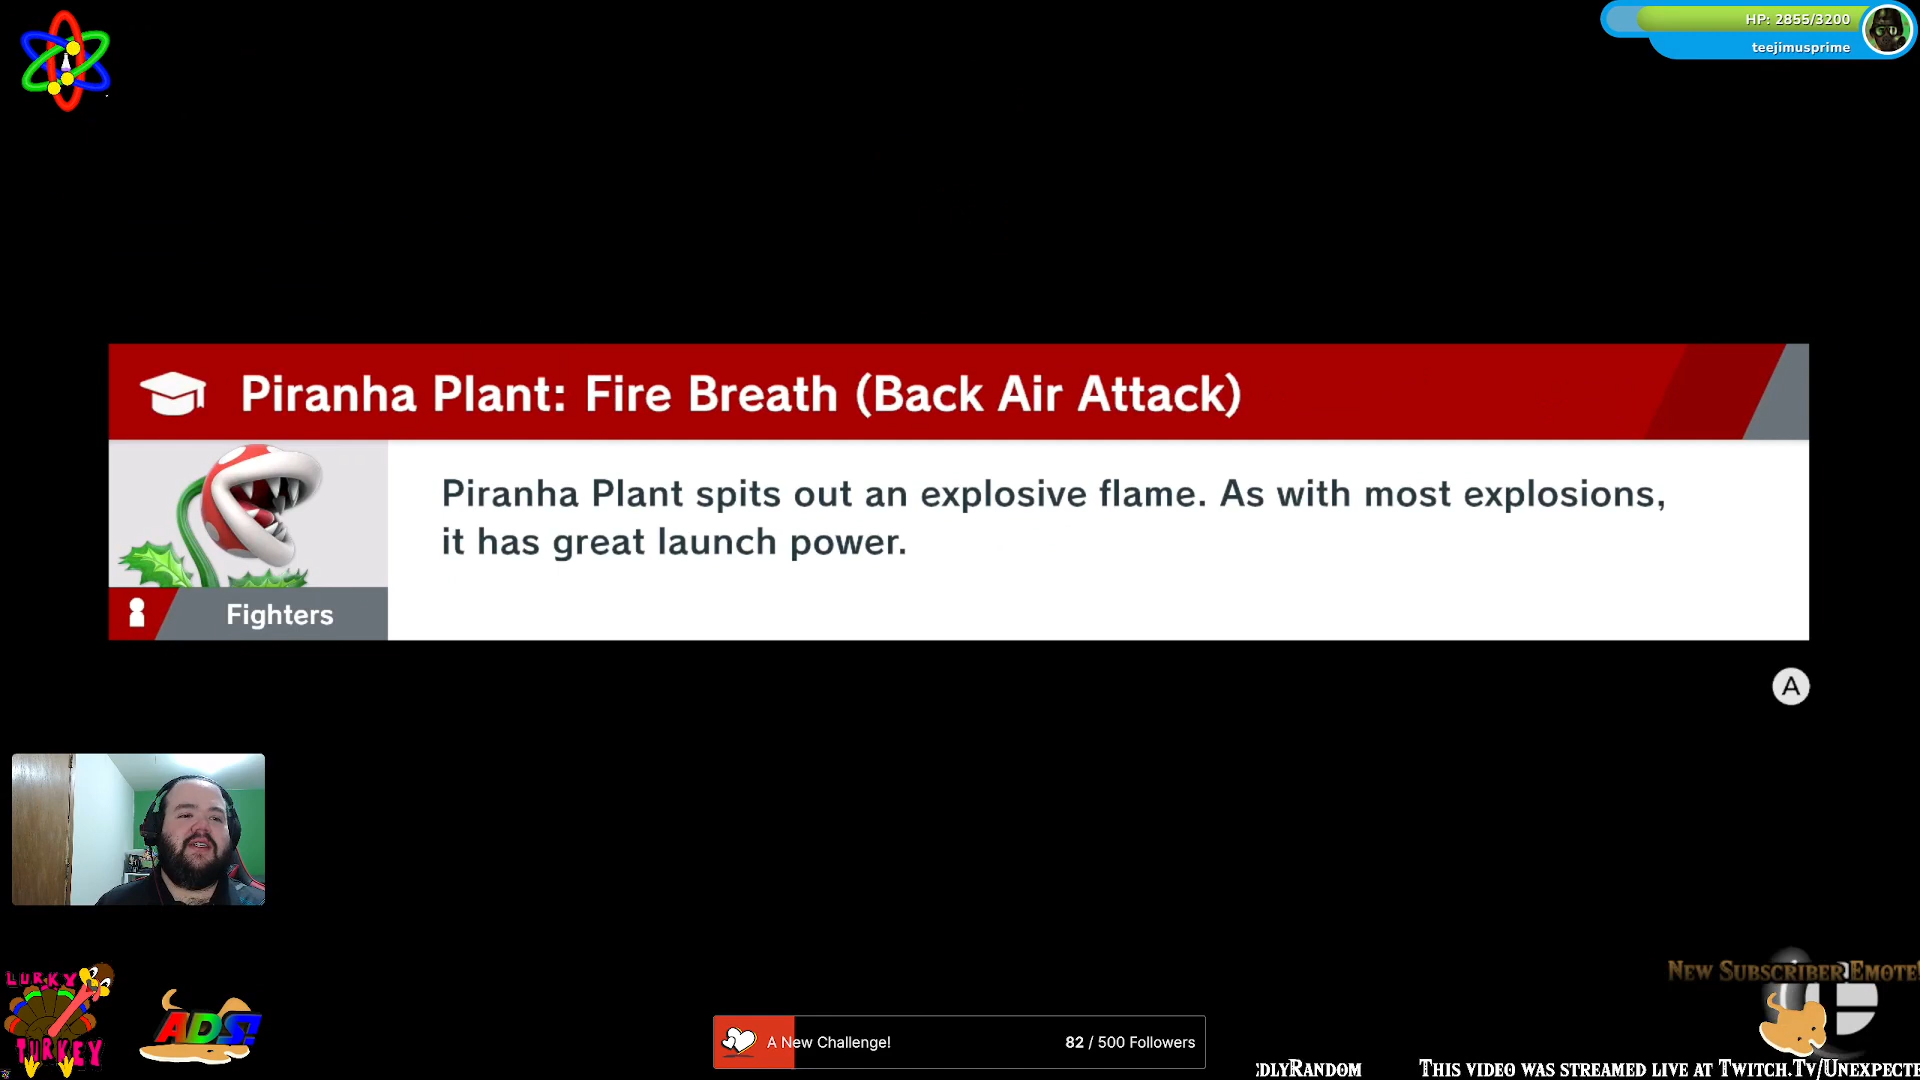 HP: 2855/3200
teejimusprime
Piranha Plant: Fire Breath (Back Air Attack)
Piranha Plant spits out an explosive flame. As with most explosions,
it has great launch power.
Fighters
A
LURKY
TURKEY
ADS!
A New Challenge!
82 / 500 Followers
New Subscriber Emote!
dlyRandom This video was streamed live at Twitch.Tv/Unexpecte